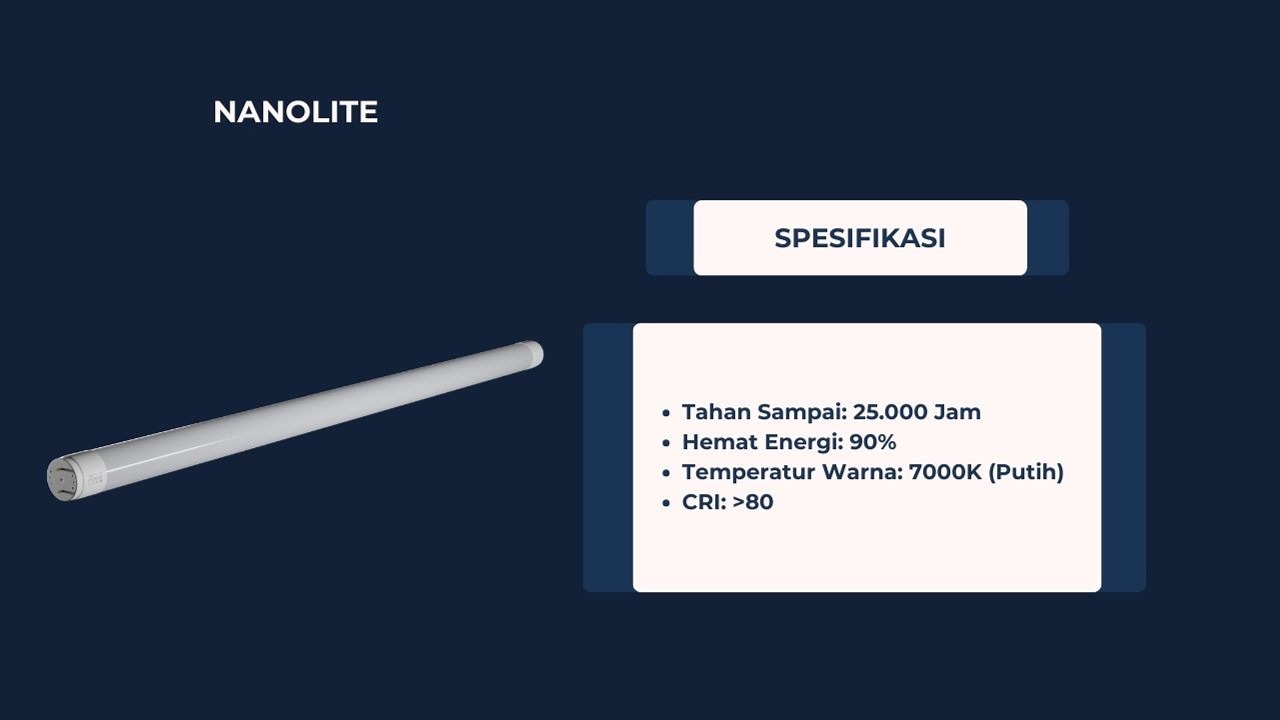 NANOLITE
SPESIFIKASI
• Tahan Sampai: 25.000 Jam
• Hemat Energi: 90%
• Temperatur Warna: 7000K (Putih)
• CRI: >80